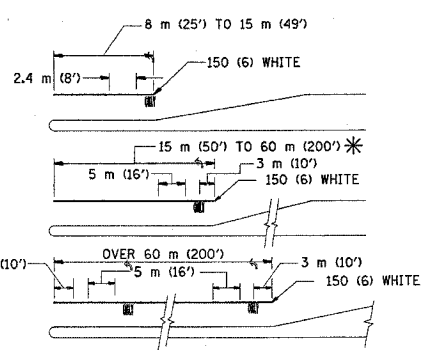 8 m (25') TO 15 m (49')
150 (6) WHITE
2.4 m (8')
15 m (50') TO 60 m (200') *
3 m (10')
5 m (16')
150 (6) WHITE
OVER 60 m (200')
(10')
5 m (16')
3 m (10')
150 (6) WHITE